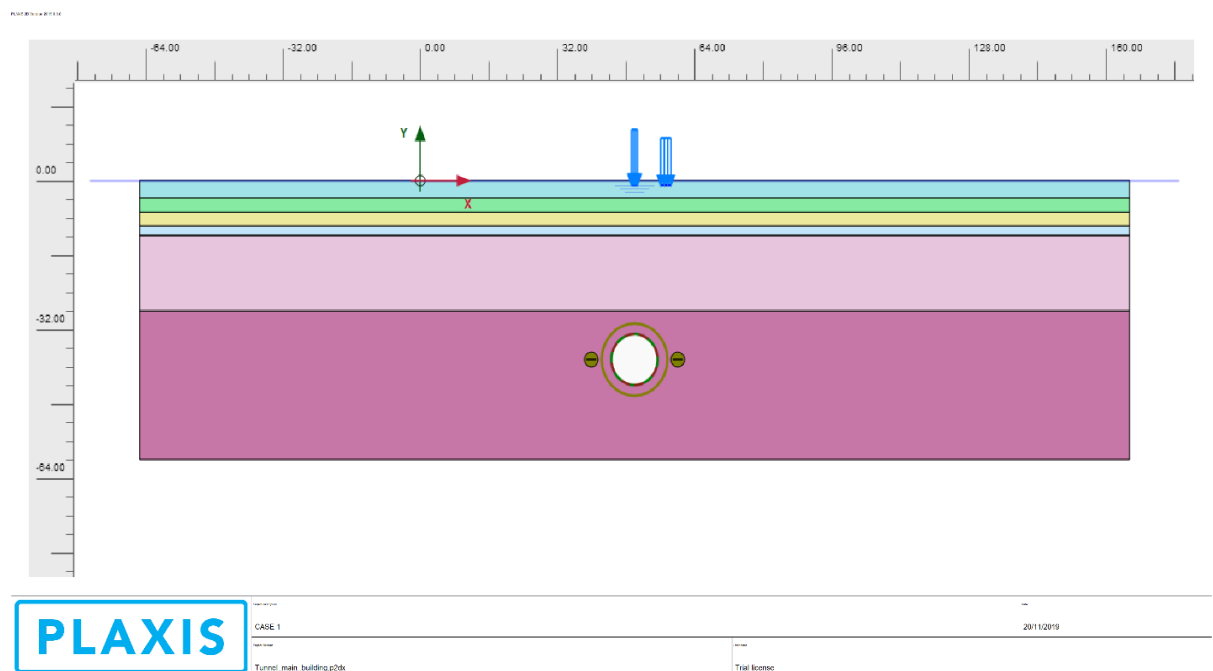 -64.00
-32.00
0.00
32.00
64.00
96.00
128.00
160.00
Y
0.00
X
-32.00
-64.00
PLAXIS
CASE 1
20/11/2019
Tunnel_main_building.p2dx
Trial license